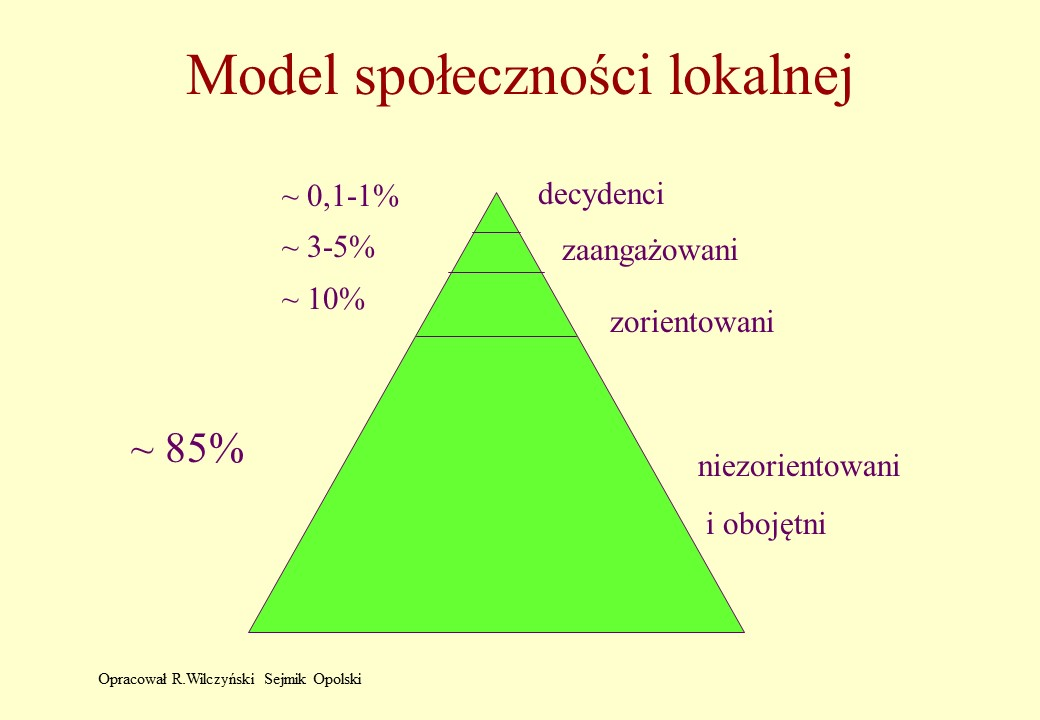 Model społeczności lokalnej
~ 0,1-1%
decydenci
~ 3-5%
zaangażowani
~ 10%
zorientowani
~ 85%
niezorientowani
i obojętni
Opracował R.Wilczyński Sejmik Opolski